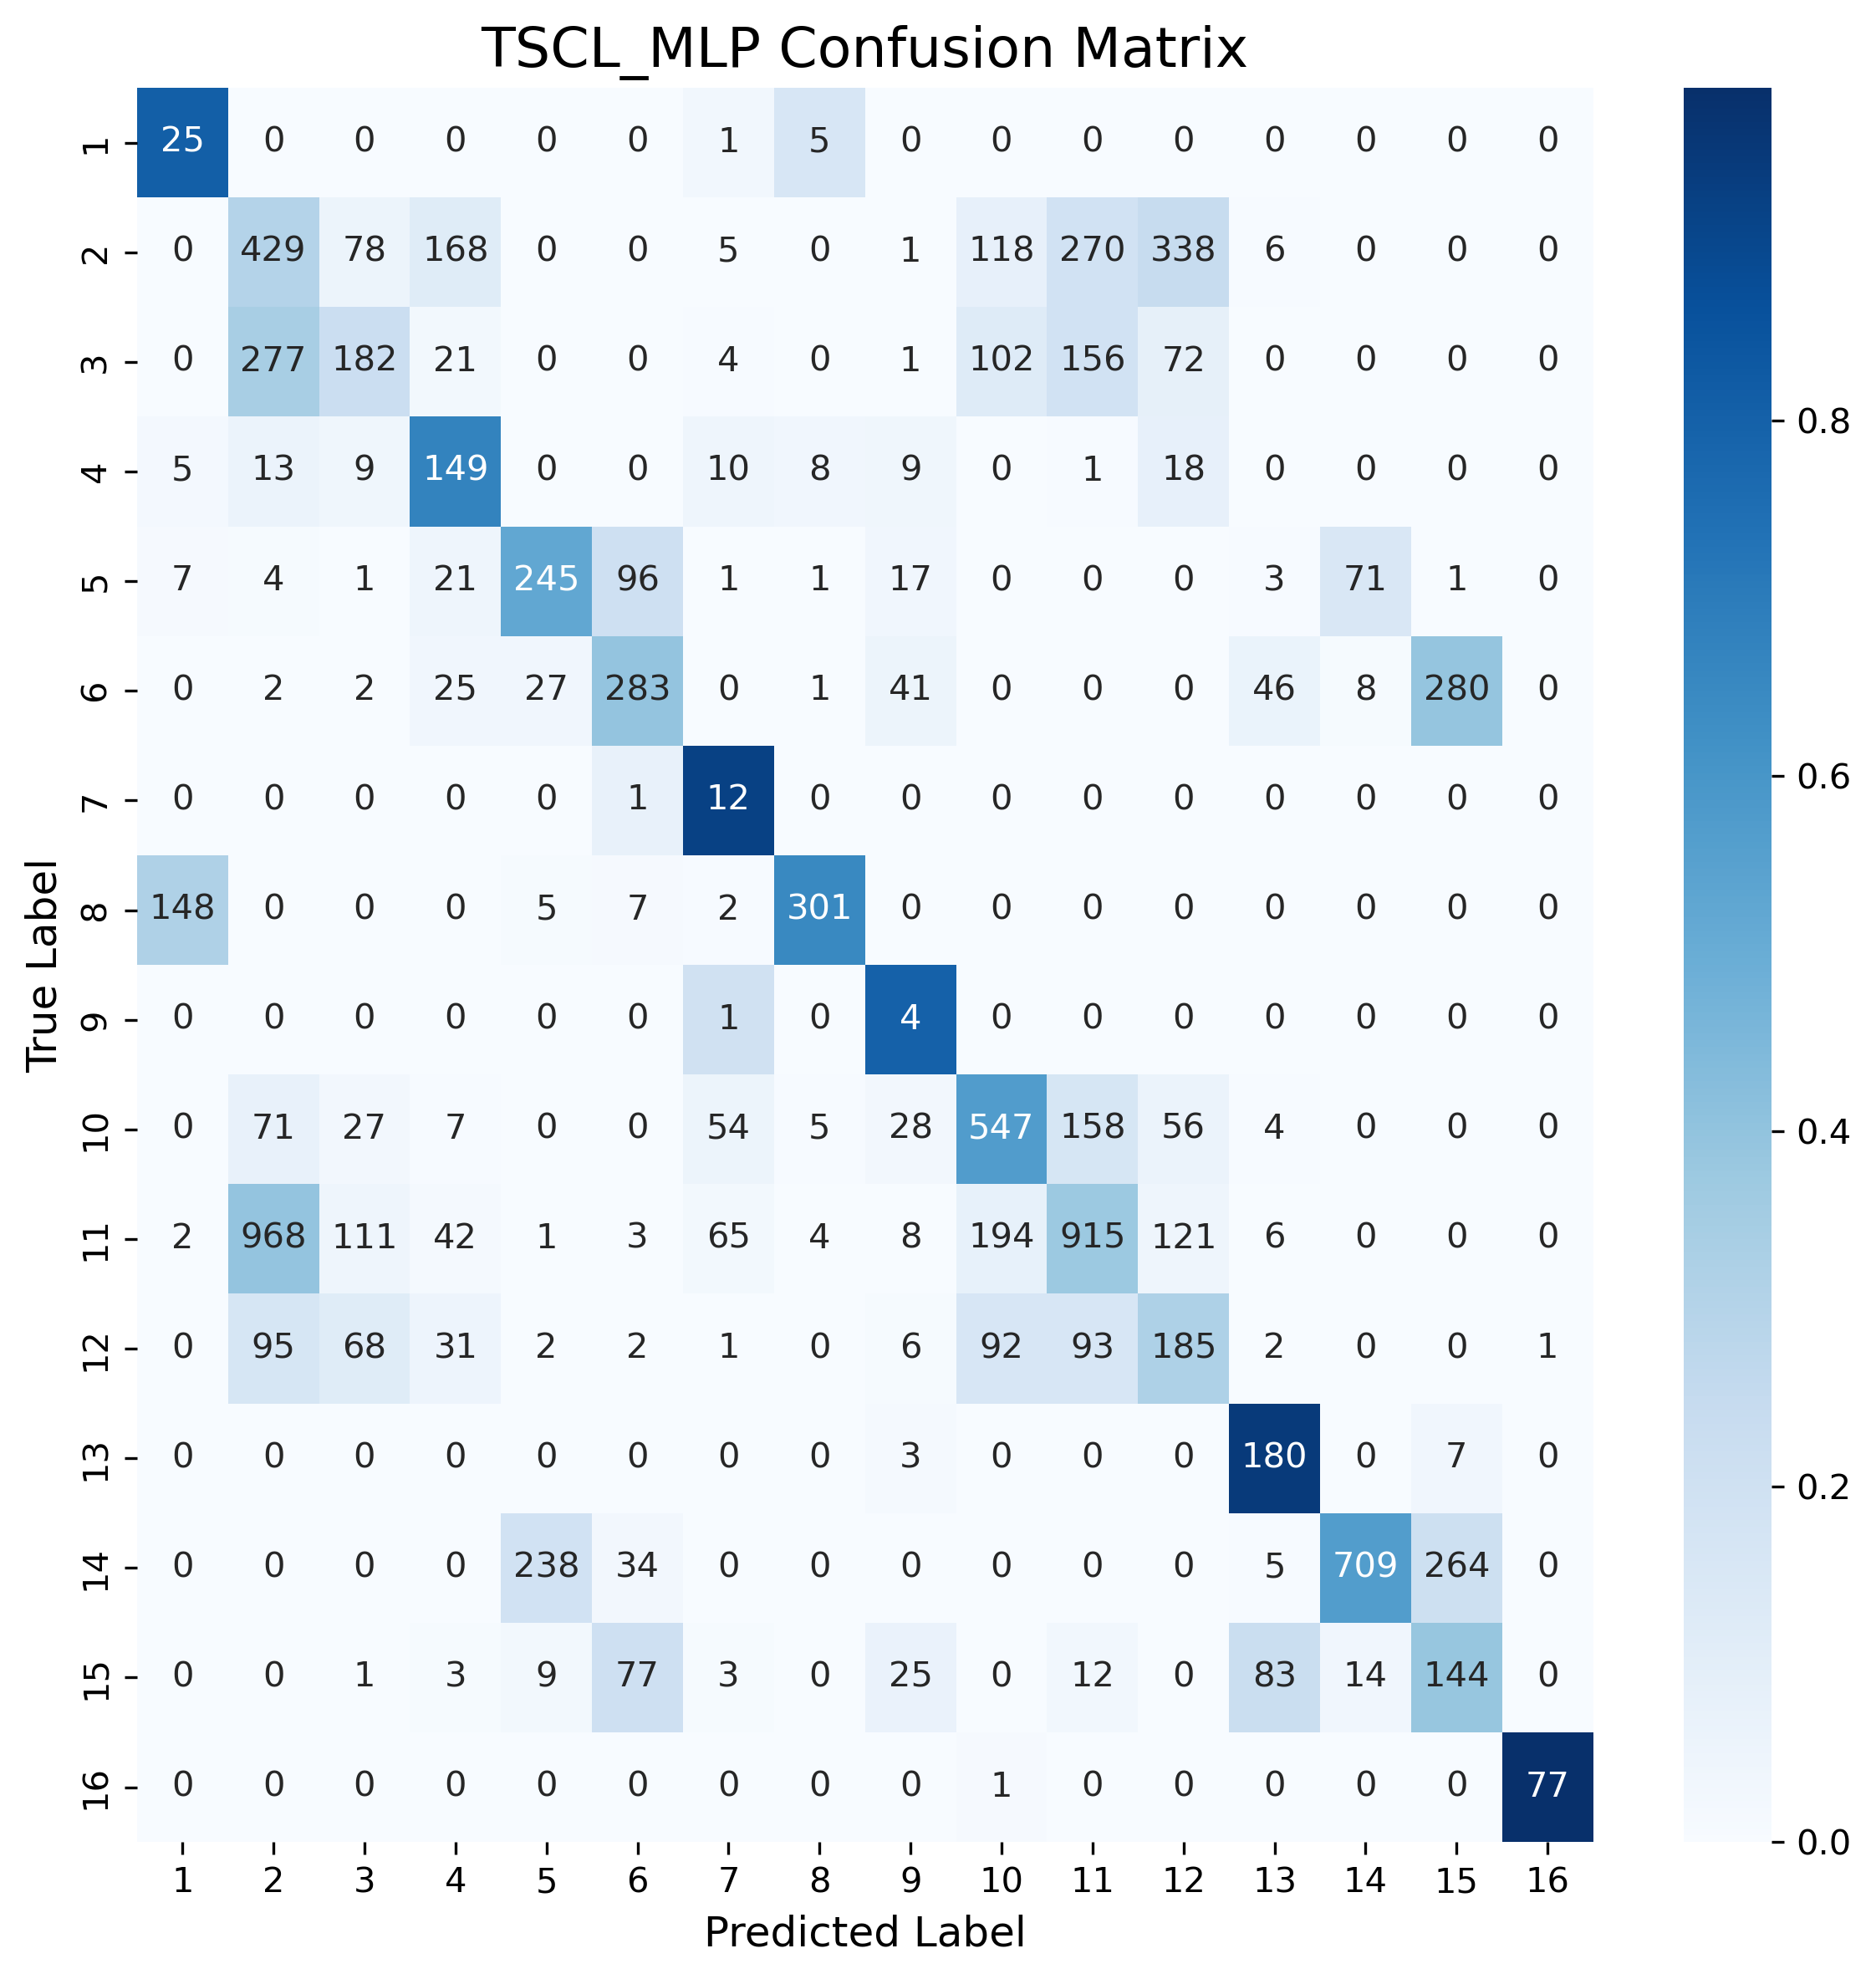 TSCL_MLP Confusion Matrix
1 25 0 0 0 0 0 1 5 0 0 0 0 0 0 0 0
2 0 429 78 168 0 0 5 0 1 118 270 338 6 0 0 0
3 0 277 182 21 0 0 4 0 1 102 156 72 0 0 0 0
4 5 13 9 149 0 0 10 8 9 0 1 18 0 0 0 0
5 7 4 1 21 245 96 1 1 17 0 0 0 3 71 1 0
6 0 2 2 25 27 283 0 1 41 0 0 0 46 8 280 0
7 0 0 0 0 0 1 12 0 0 0 0 0 0 0 0 0
8 148 0 0 0 5 7 2 301 0 0 0 0 0 0 0 0
9 0 0 0 0 0 0 1 0 4 0 0 0 0 0 0 0
10 0 71 27 7 0 0 54 5 28 547 158 56 4 0 0 0
11 2 968 111 42 1 3 65 4 8 194 915 121 6 0 0 0
12 0 95 68 31 2 2 1 0 6 92 93 185 2 0 0 1
13 0 0 0 0 0 0 0 0 3 0 0 0 180 0 7 0
14 0 0 0 0 238 34 0 0 0 0 0 0 5 709 264 0
15 0 0 1 3 9 77 3 0 25 0 12 0 83 14 144 0
16 0 0 0 0 0 0 0 0 0 1 0 0 0 0 0 77
1 2 3 4 5 6 7 8 9 10 11 12 13 14 15 16
Predicted Label
True Label
0.8
0.6
0.4
0.2
0.0